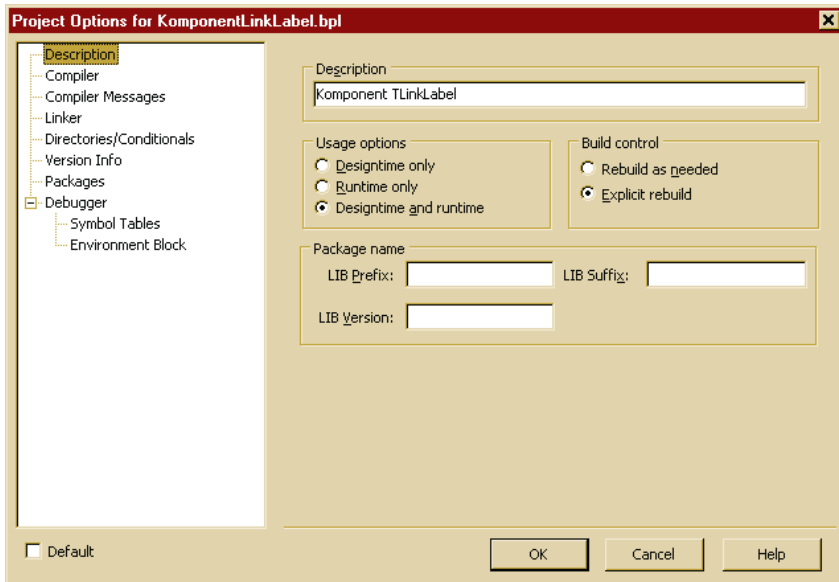 Project Options for KomponentLinkLabel.bpl
Description
Compiler
Compiler Messages
Linker
Directories/Conditionals
Version Info
Packages
Debugger
Symbol Tables
Environment Block
Description
Komponent TLinkLabel
Usage options
Designtime only
Runtime only
Designtime and runtime
Build control
Rebuild as needed
Explicit rebuild
Package name
LIB Prefix:
LIB Suffix:
LIB Version:
Default
OK
Cancel
Help